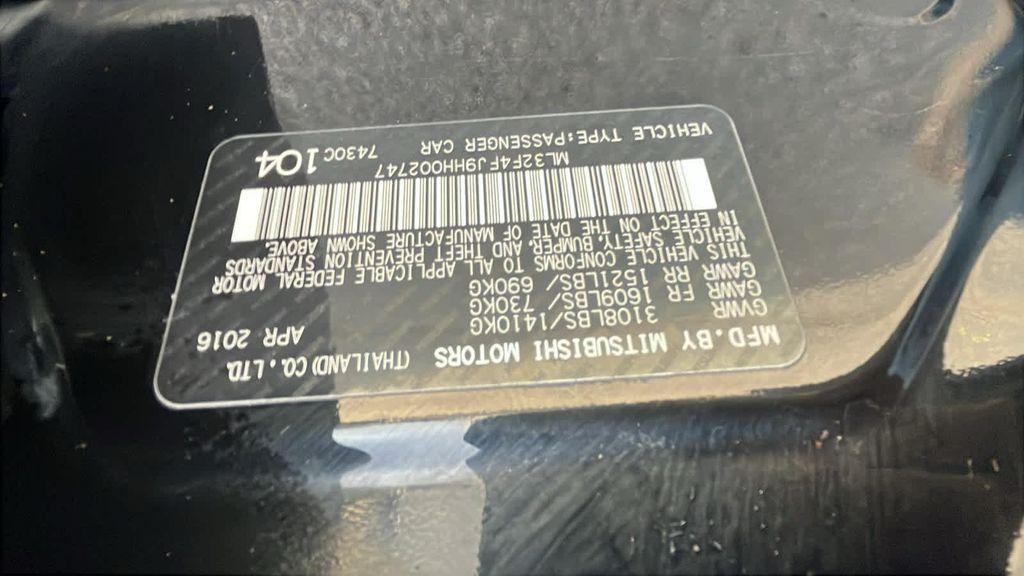 MFD.BY MITSUBISHI MOTORS (THAILAND) CO.,LTD.
GVWR 3108LBS/1410KG APR 2016
GAWR FR 1609LBS/ 730KG
GAWR RR 1521LBS/ 690KG
THIS VEHICLE CONFORMS TO ALL APPLICABLE FEDERAL MOTOR
VEHICLE SAFETY, BUMPER, AND THEFT PREVENTION STANDARDS
IN EFFECT ON THE DATE OF MANUFACTURE SHOWN ABOVE.
ML32F4FJ9HH002747
VEHICLE TYPE:PASSENGER CAR 7430C 104